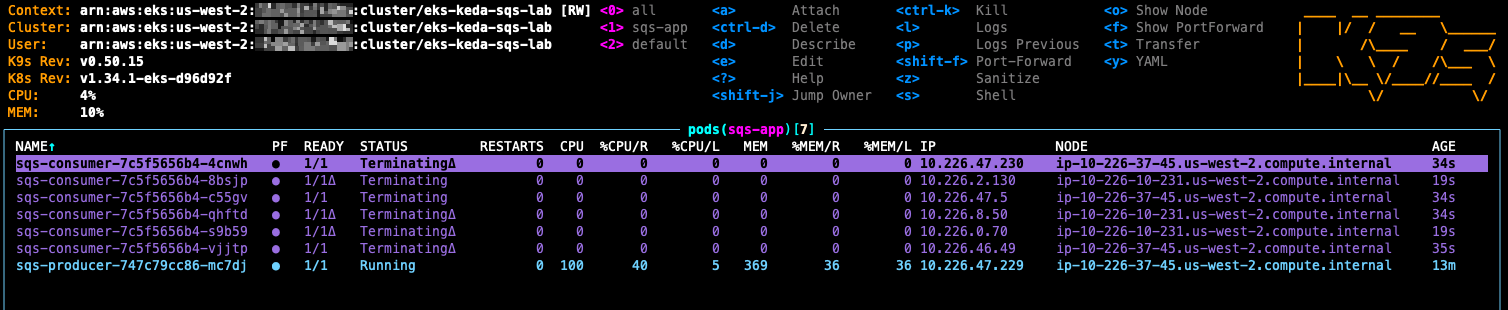 Context: arn:aws:eks:us-west-2: :cluster/eks-keda-sqs-lab [RW] <0> all <a> Attach <ctrl-k> Kill <o> Show Node
Cluster: arn:aws:eks:us-west-2: :cluster/eks-keda-sqs-lab <1> sqs-app <ctrl-d> Delete <l> Logs <f> Show PortForward
User: arn:aws:eks:us-west-2: :cluster/eks-keda-sqs-lab <2> default <d> Describe <p> Logs Previous <t> Transfer
K9s Rev: v0.50.15 <e> Edit <shift-f> Port-Forward <y> YAML
K8s Rev: v1.34.1-eks-d96d92f <?> Help <z> Sanitize
CPU: 4% <shift-j> Jump Owner <s> Shell
MEM: 10%
pods(sqs-app)[7]
NAME↑ PF READY STATUS RESTARTS CPU %CPU/R %CPU/L MEM %MEM/R %MEM/L IP NODE AGE
sqs-consumer-7c5f5656b4-4cnwh ● 1/1 TerminatingΔ 0 0 0 0 0 0 0 10.226.47.230 ip-10-226-37-45.us-west-2.compute.internal 34s
sqs-consumer-7c5f5656b4-8bsjp ● 1/1Δ Terminating 0 0 0 0 0 0 0 10.226.2.130 ip-10-226-10-231.us-west-2.compute.internal 19s
sqs-consumer-7c5f5656b4-c55gv ● 1/1 Terminating 0 0 0 0 0 0 0 10.226.47.5 ip-10-226-37-45.us-west-2.compute.internal 34s
sqs-consumer-7c5f5656b4-qhftd ● 1/1Δ TerminatingΔ 0 0 0 0 0 0 0 10.226.8.50 ip-10-226-10-231.us-west-2.compute.internal 34s
sqs-consumer-7c5f5656b4-s9b59 ● 1/1Δ TerminatingΔ 0 0 0 0 0 0 0 10.226.0.70 ip-10-226-10-231.us-west-2.compute.internal 19s
sqs-consumer-7c5f5656b4-vjjtp ● 1/1 TerminatingΔ 0 0 0 0 0 0 0 10.226.46.49 ip-10-226-37-45.us-west-2.compute.internal 35s
sqs-producer-747c79cc86-mc7dj ● 1/1 Running 0 100 40 5 369 36 36 10.226.47.229 ip-10-226-37-45.us-west-2.compute.internal 13m